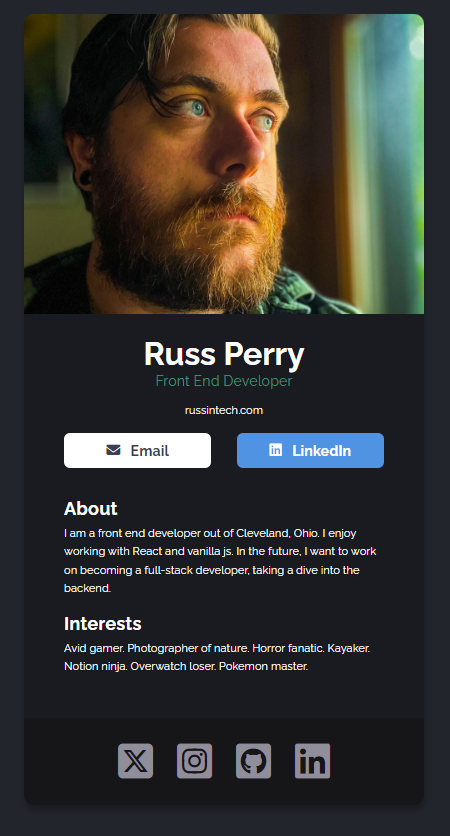 Russ Perry
Front End Developer
russintech.com
Email
LinkedIn
About
I am a front end developer out of Cleveland, Ohio. I enjoy
working with React and vanilla js. In the future, I want to work
on becoming a full-stack developer, taking a dive into the
backend.
Interests
Avid gamer. Photographer of nature. Horror fanatic. Kayaker.
Notion ninja. Overwatch loser. Pokemon master.